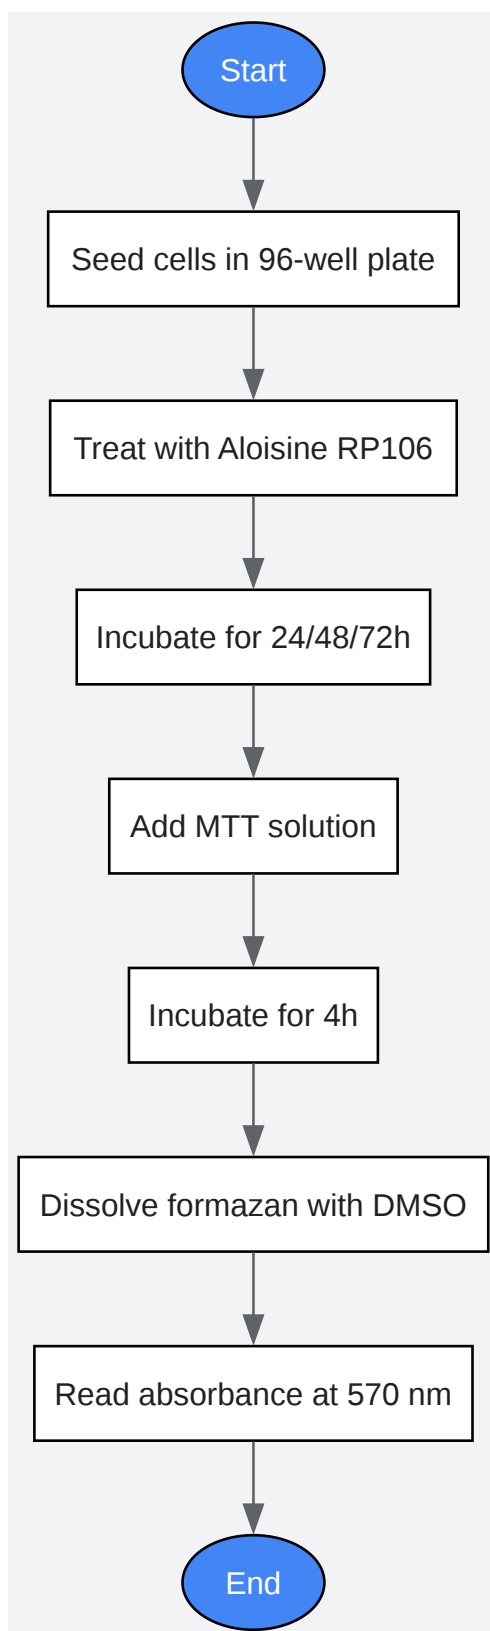 Start
Seed cells in 96-well plate
Treat with Aloisine RP106
Incubate for 24/48/72h
Add MTT solution
Incubate for 4h
Dissolve formazan with DMSO
Read absorbance at 570 nm
End